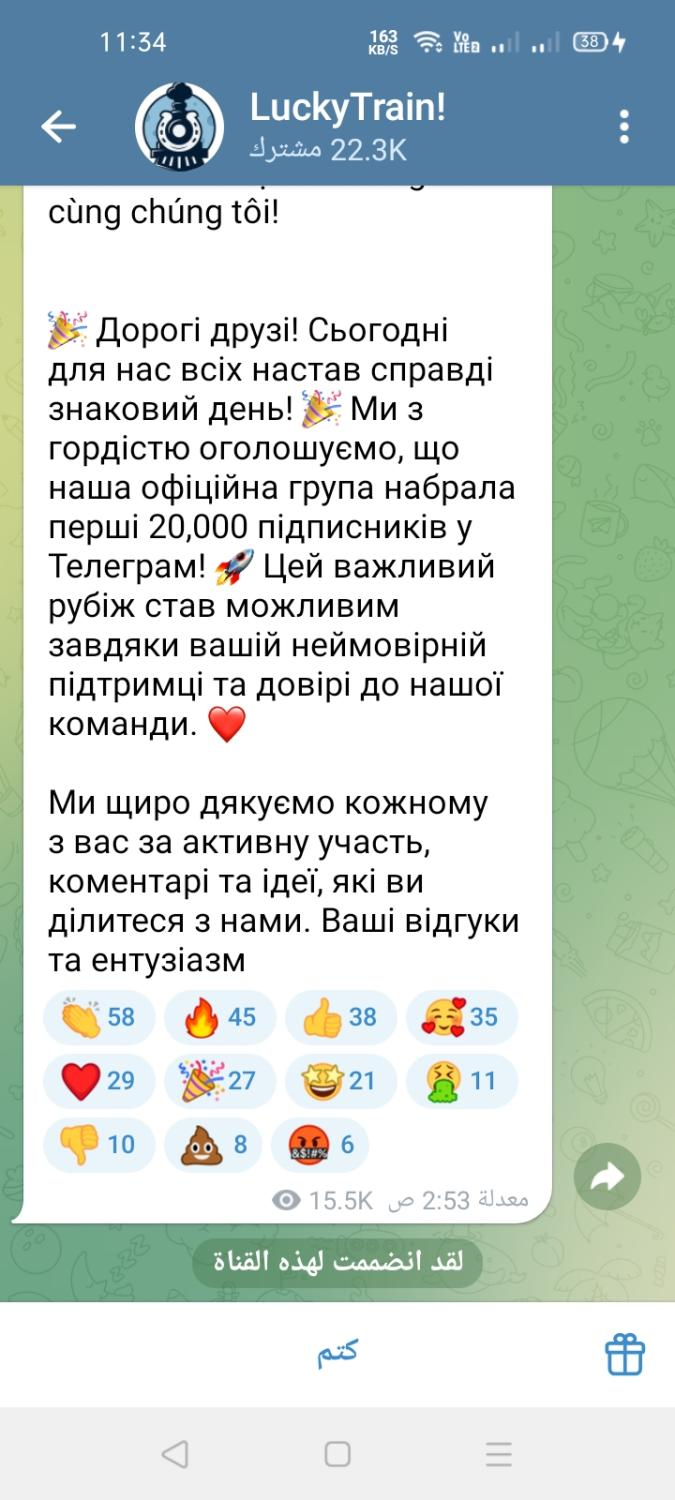 11:34
163 KB/S
Vo LTE2
38
LuckyTrain!
22.3K مشترك
cùng chúng tôi!
🎉 Дорогі друзі! Сьогодні
для нас всіх настав справді
знаковий день! 🎉 Ми з
гордістю оголошуємо, що
наша офіційна група набрала
перші 20,000 підписників у
Телеграм! 🚀 Цей важливий
рубіж став можливим
завдяки вашій неймовірній
підтримці та довірі до нашої
команди. ❤️
Ми щиро дякуємо кожному
з вас за активну участь,
коментарі та ідеї, які ви
ділитеся з нами. Ваші відгуки
та ентузіазм
👏 58 🔥 45 👍 38 🥰 35
❤️ 29 🎉 27 🤩 21 🤮 11
👎 10 💩 8 🤬 6
15.5K معدلة 2:53 ص
لقد انضممت لهذه القناة
كتم